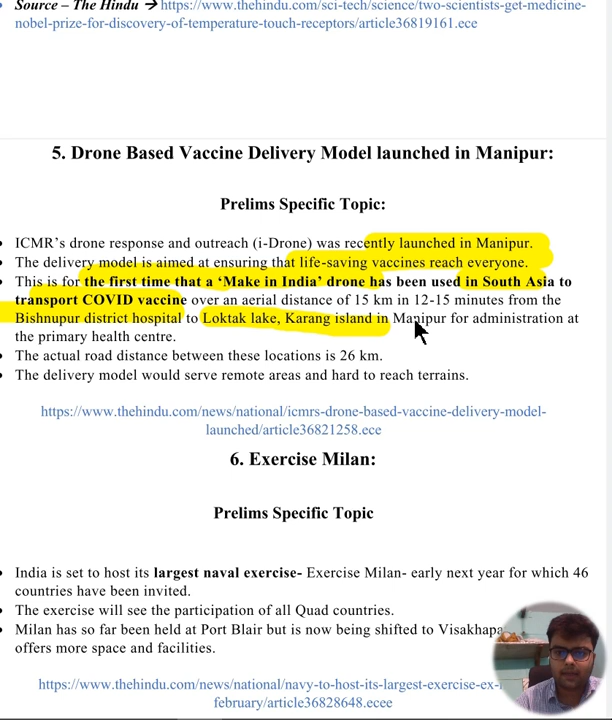 Source – The Hindu → https://www.thehindu.com/sci-tech/science/two-scientists-get-medicine-
nobel-prize-for-discovery-of-temperature-touch-receptors/article36819161.ece
5. Drone Based Vaccine Delivery Model launched in Manipur:
Prelims Specific Topic:
ICMR's drone response and outreach (i-Drone) was recently launched in Manipur.
The delivery model is aimed at ensuring that life-saving vaccines reach everyone.
This is for the first time that a 'Make in India' drone has been used in South Asia to
transport COVID vaccine over an aerial distance of 15 km in 12-15 minutes from the
Bishnupur district hospital to Loktak lake, Karang island in Manipur for administration at
the primary health centre.
The actual road distance between these locations is 26 km.
The delivery model would serve remote areas and hard to reach terrains.
https://www.thehindu.com/news/national/icmrs-drone-based-vaccine-delivery-model-
launched/article36821258.ece
6. Exercise Milan:
Prelims Specific Topic
India is set to host its largest naval exercise- Exercise Milan- early next year for which 46
countries have been invited.
The exercise will see the participation of all Quad countries.
Milan has so far been held at Port Blair but is now being shifted to Visakhapa
offers more space and facilities.
https://www.thehindu.com/news/national/navy-to-host-its-largest-exercise-ex-
february/article36828648.ecee